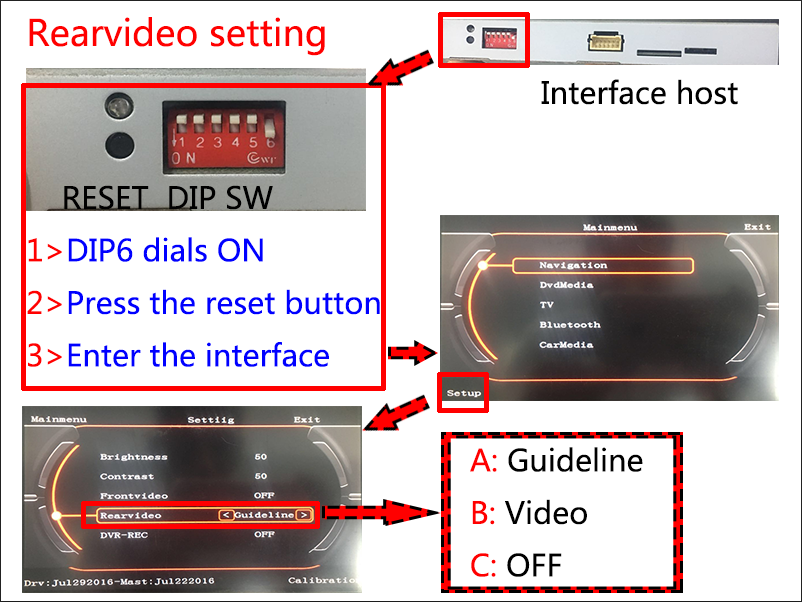 Rearvideo setting
Interface host
1 2 3 4 5 6
ON
RESET DIP SW
1>DIP6 dials ON
2>Press the reset button
3>Enter the interface
Mainmenu Exit
Navigation
DvdMedia
TV
Bluetooth
CarMedia
Setup
Mainmenu Settiig Exit
Brightness 50
Contrast 50
Frontvideo OFF
Rearvideo < Guideline >
DVR-REC OFF
Drv:Jul292016-Mast:Jul222016 Calibratio
A: Guideline
B: Video
C: OFF